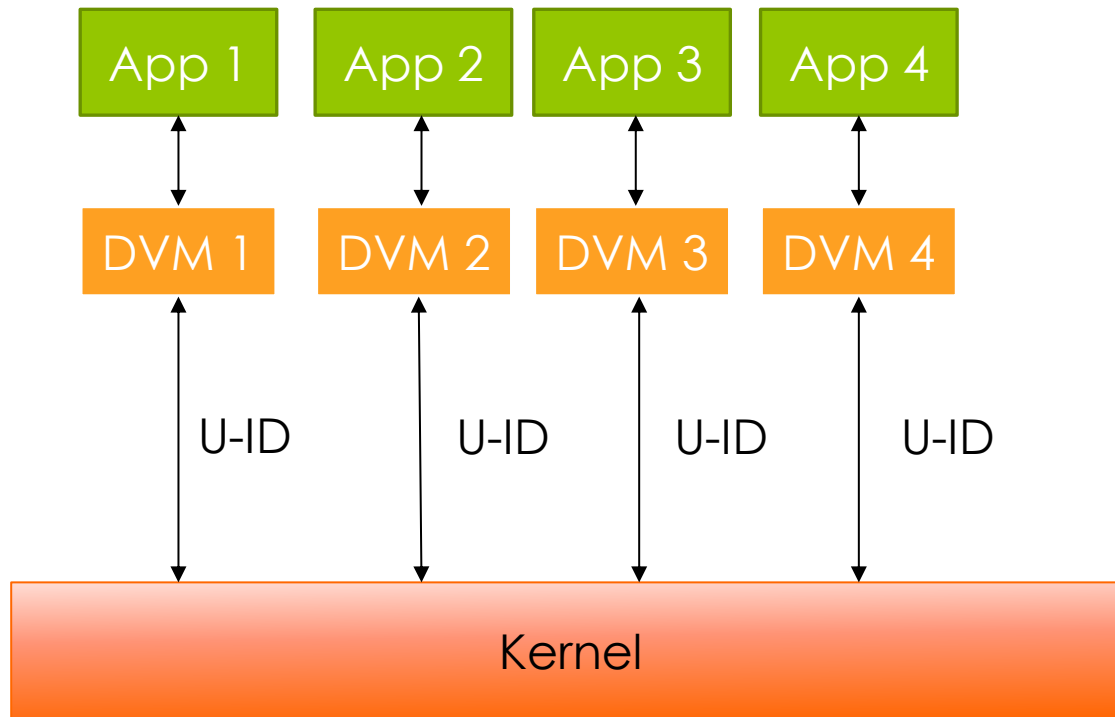 App 1
App 2
App 3
App 4
DVM 1
DVM 2
DVM 3
DVM 4
U-ID
U-ID
U-ID
U-ID
Kernel